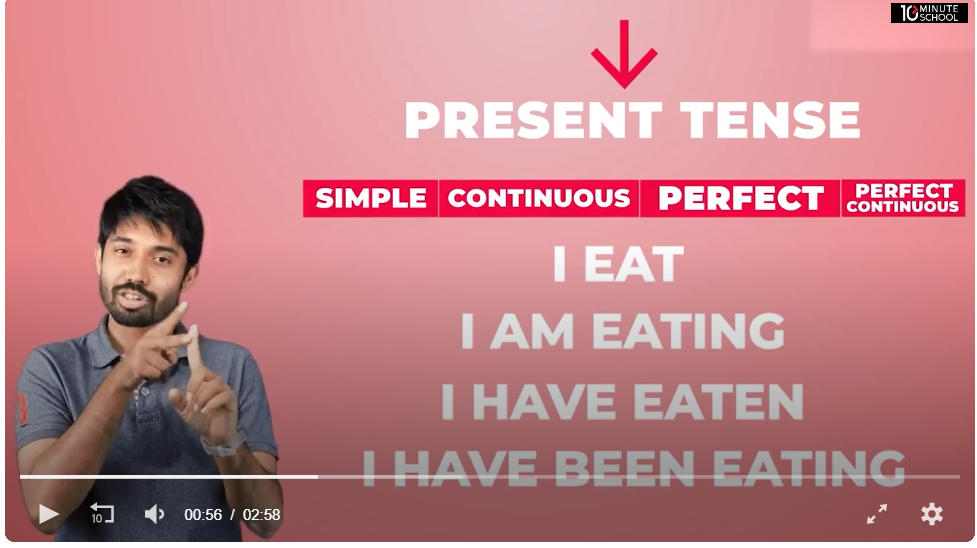 10 MINUTE
SCHOOL
PRESENT TENSE
SIMPLE CONTINUOUS PERFECT PERFECT CONTINUOUS
I EAT
I AM EATING
I HAVE EATEN
I HAVE BEEN EATING
10 00:56 / 02:58